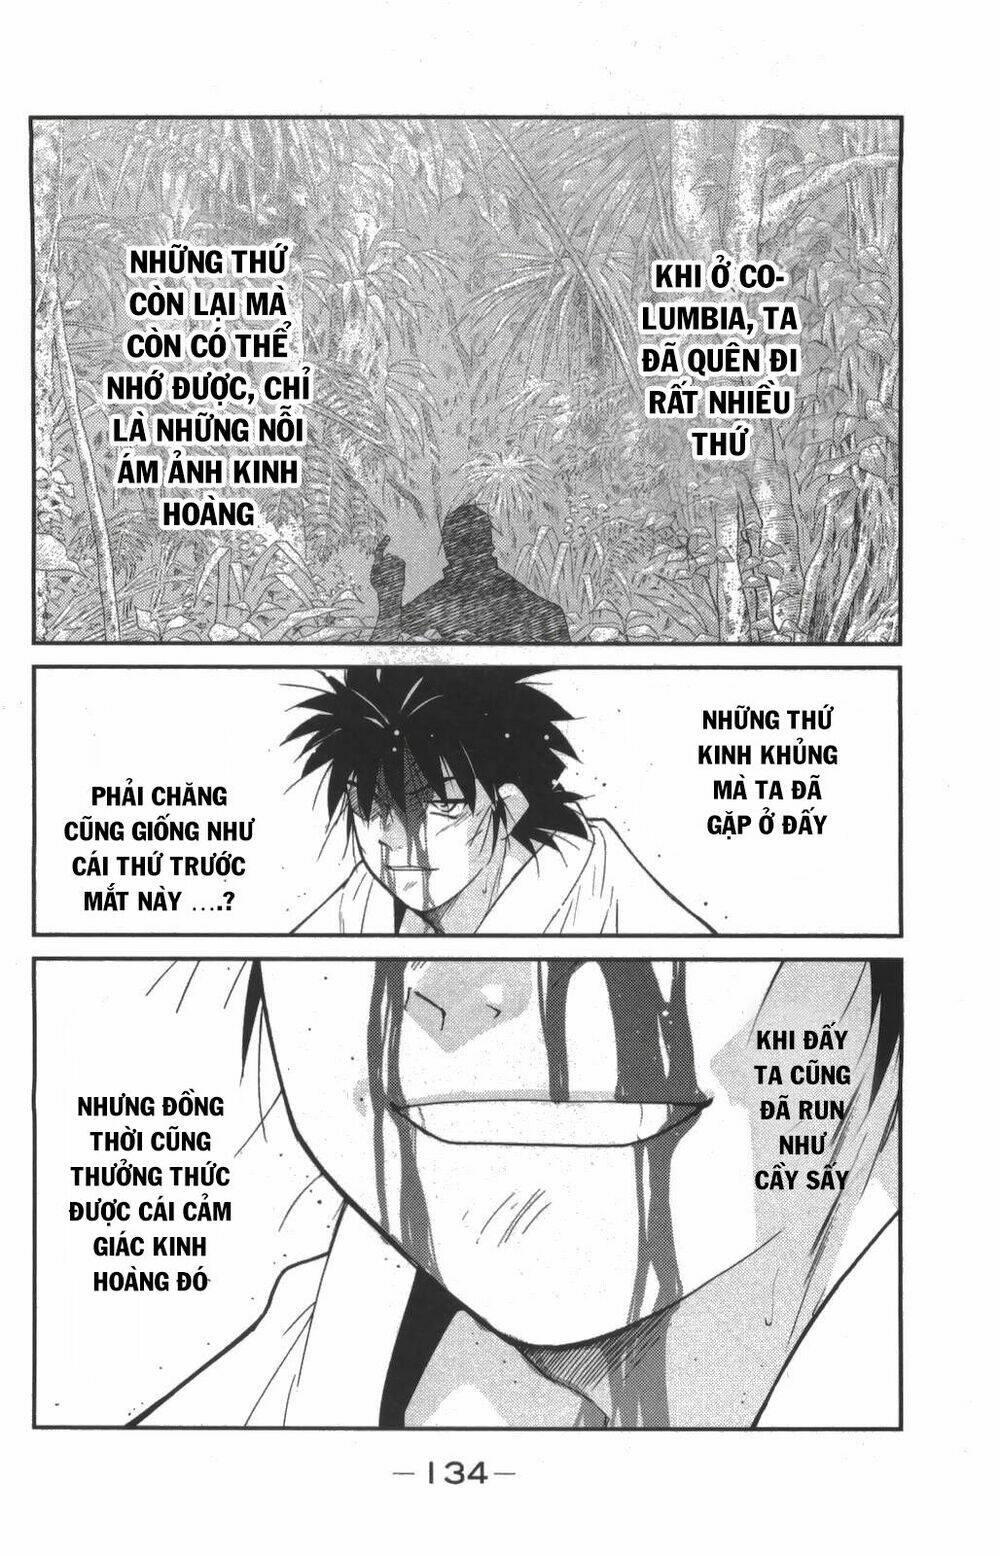 KHI Ở CO-
LUMBIA, TA
ĐÃ QUÊN ĐI
RẤT NHIỀU
THỨ
NHỮNG THỨ
CÒN LẠI MÀ
CÒN CÓ THỂ
NHỚ ĐƯỢC, CHỈ
LÀ NHỮNG NỖI
ÁM ẢNH KINH
HOÀNG
NHỮNG THỨ
KINH KHỦNG
MÀ TA ĐÃ
GẶP Ở ĐẤY
PHẢI CHĂNG
CŨNG GIỐNG NHƯ
CÁI THỨ TRƯỚC
MẮT NÀY ....?
KHI ĐẤY
TA CŨNG
ĐÃ RUN
NHƯ
CẦY SẤY
NHƯNG ĐỒNG
THỜI CŨNG
THƯỞNG THỨC
ĐƯỢC CÁI CẢM
GIÁC KINH
HOÀNG ĐÓ
—134—